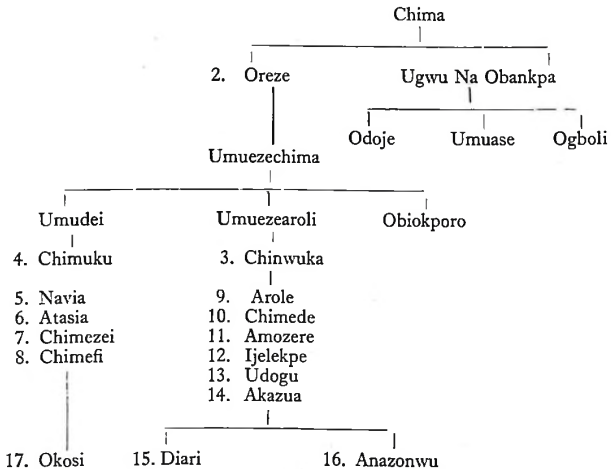 Chima
2. Oreze Ugwu Na Obankpa
Odoje Umuase Ogboli
Umuezechima
Umudei Umuezearoli Obiokporo
4. Chimuku 3. Chinwuka
5. Navia 9. Arole
6. Atasia 10. Chimede
7. Chimezei 11. Amozere
8. Chimefi 12. Ijelekpe
13. Udogu
14. Akazua
17. Okosi 15. Diari 16. Anazonwu